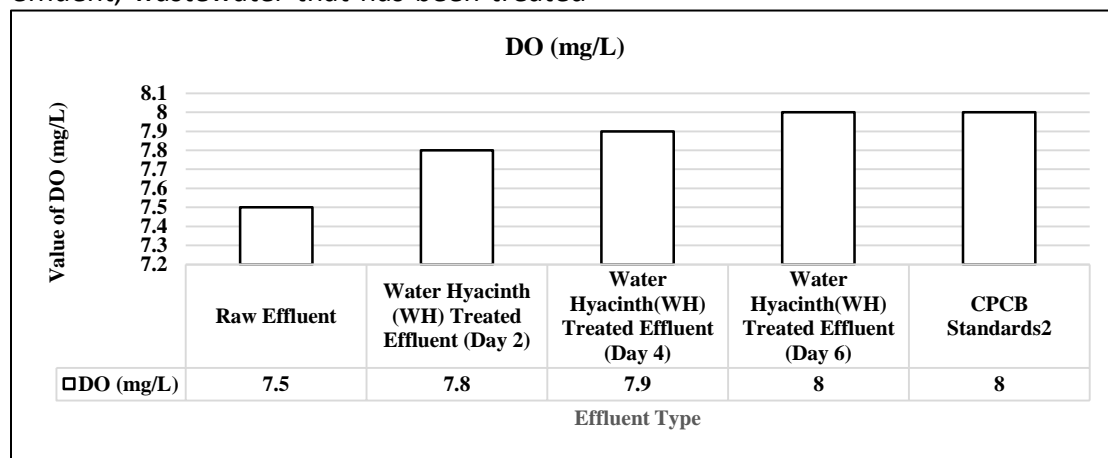 effluent, wastewater that has been treated
DO (mg/L)
Value of DO (mg/L)
8.1
8
7.9
7.8
7.7
7.6
7.5
7.4
7.3
7.2
Raw Effluent
Water Hyacinth
(WH) Treated
Effluent (Day 2)
Water
Hyacinth(WH)
Treated Effluent
(Day 4)
Water
Hyacinth(WH)
Treated Effluent
(Day 6)
CPCB
Standards2
DO (mg/L) 7.5 7.8 7.9 8 8
Effluent Type